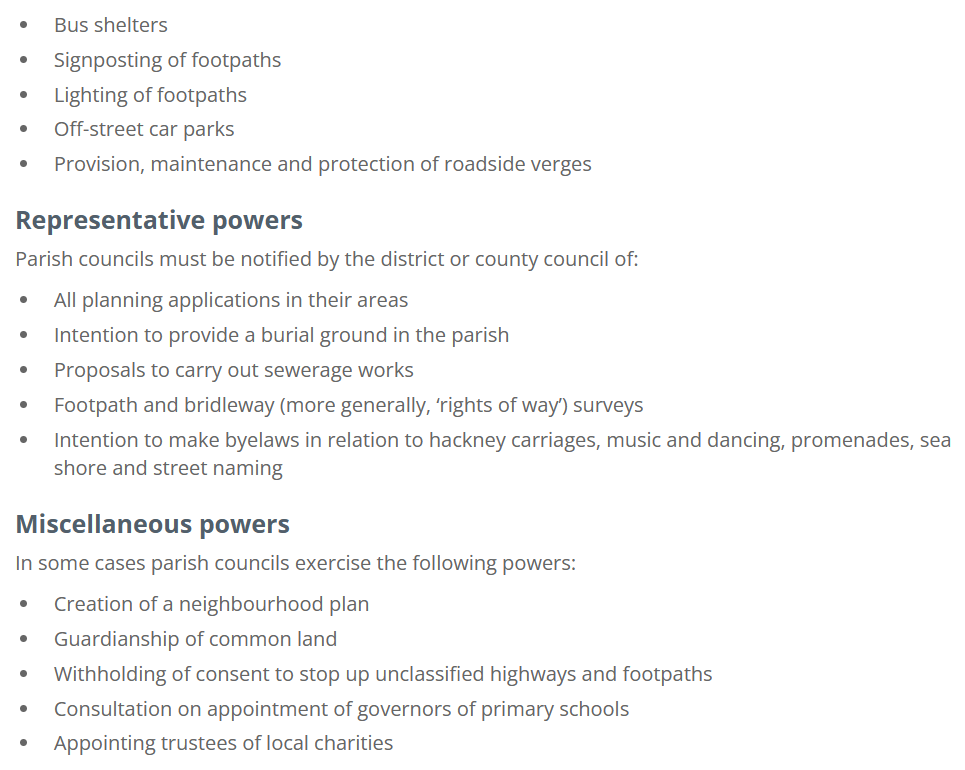 • Bus shelters
• Signposting of footpaths
• Lighting of footpaths
• Off-street car parks
• Provision, maintenance and protection of roadside verges
Representative powers
Parish councils must be notified by the district or county council of:
• All planning applications in their areas
• Intention to provide a burial ground in the parish
• Proposals to carry out sewerage works
• Footpath and bridleway (more generally, ‘rights of way’) surveys
• Intention to make byelaws in relation to hackney carriages, music and dancing, promenades, sea
shore and street naming
Miscellaneous powers
In some cases parish councils exercise the following powers:
• Creation of a neighbourhood plan
• Guardianship of common land
• Withholding of consent to stop up unclassified highways and footpaths
• Consultation on appointment of governors of primary schools
• Appointing trustees of local charities